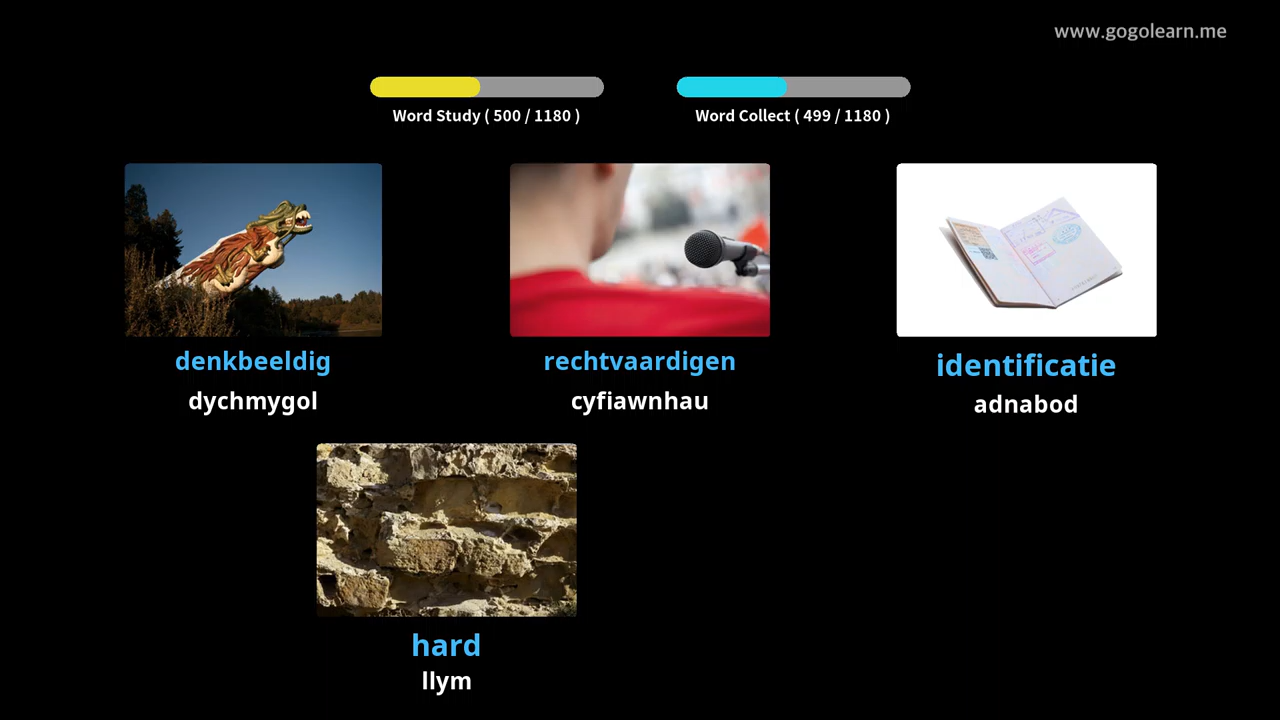 www.gogolearn.me
Word Study ( 500 / 1180 )
Word Collect ( 499 / 1180 )
denkbeeldig
dychmygol
rechtvaardigen
cyfiawnhau
identificatie
adnabod
hard
llym